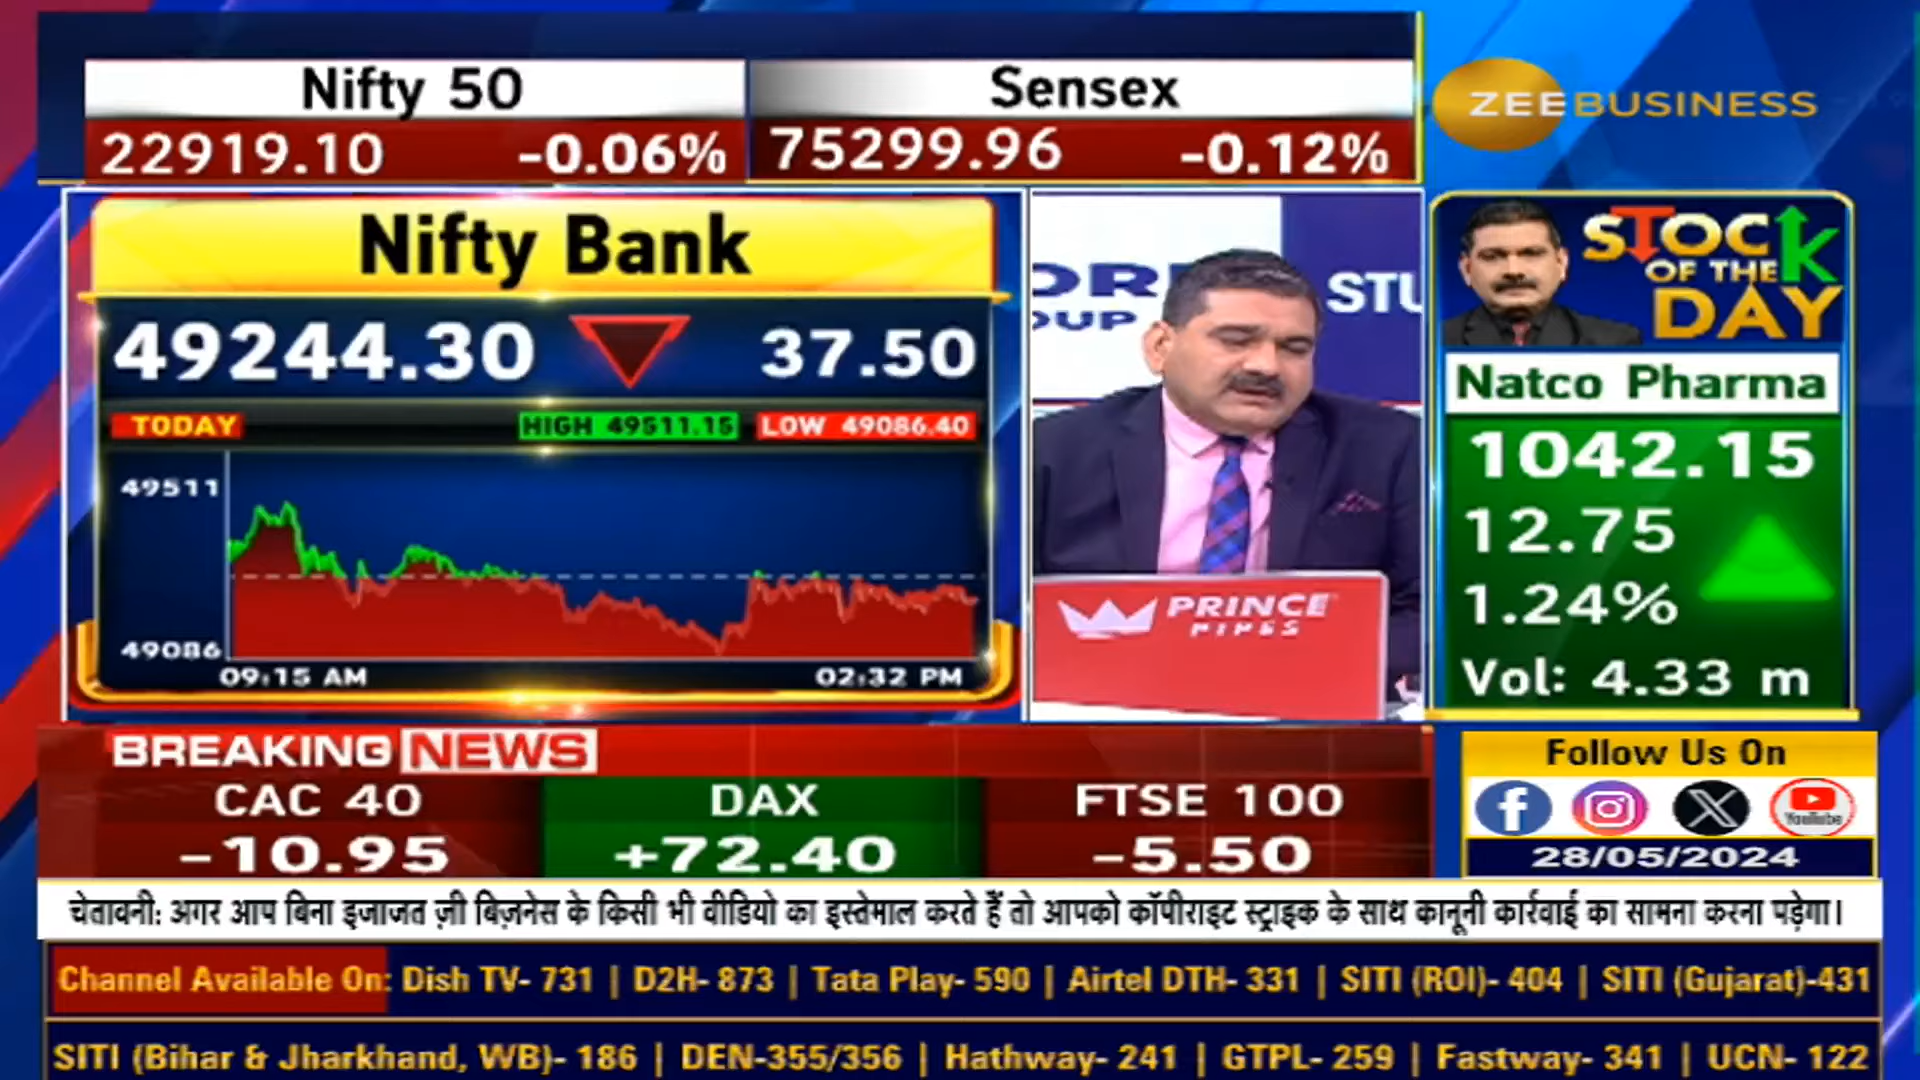 Nifty 50
22919.10 -0.06%
Sensex
75299.96 -0.12%
ZEEBUSINESS
Nifty Bank
49244.30 37.50
TODAY HIGH 49511.15 LOW 49086.40
49511
49086
09:15 AM 02:32 PM
STU
PRINCE
PIPES
STOCK
OF THE
DAY
Natco Pharma
1042.15
12.75
1.24%
Vol: 4.33 m
BREAKING NEWS
CAC 40
-10.95
DAX
+72.40
FTSE 100
-5.50
Follow Us On
YouTube
28/05/2024
चेतावनी: अगर आप बिना इजाजत ज़ी बिज़नेस के किसी भी वीडियो का इस्तेमाल करते हैं तो आपको कॉपीराइट स्ट्राइक के साथ कानूनी कार्रवाई का सामना करना पड़ेगा।
Channel Available On: Dish TV- 731 | D2H- 873 | Tata Play- 590 | Airtel DTH- 331 | SITI (ROI)- 404 | SITI (Gujarat)-431
SITI (Bihar & Jharkhand, WB)- 186 | DEN-355/356 | Hathway- 241 | GTPL- 259 | Fastway- 341 | UCN- 122